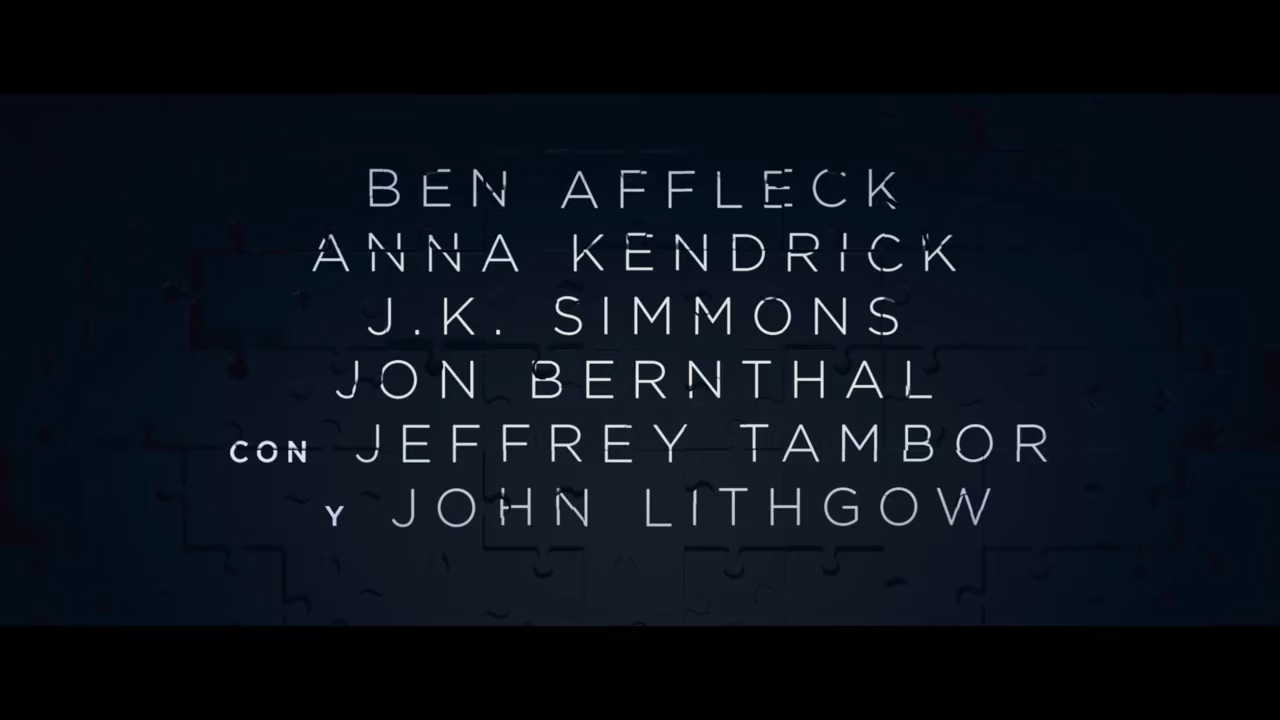 BEN AFFLECK
ANNA KENDRICK
J.K. SIMMONS
JON BERNTHAL
CON JEFFREY TAMBOR
Y JOHN LITHGOW